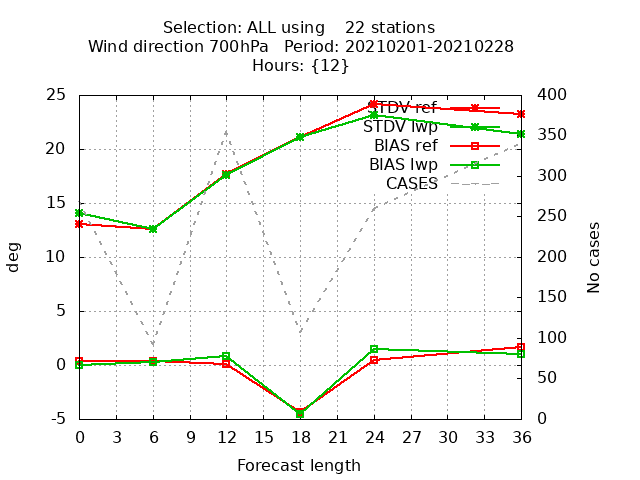 Selection: ALL using    22 stations
Wind direction 700hPa   Period: 20210201-20210228
Hours: {12}
25
20
15
10
5
0
-5
deg
400
350
300
250
200
150
100
50
0
No cases
STDV ref
STDV lwp
BIAS ref
BIAS lwp
CASES
0 3 6 9 12 15 18 21 24 27 30 33 36
Forecast length